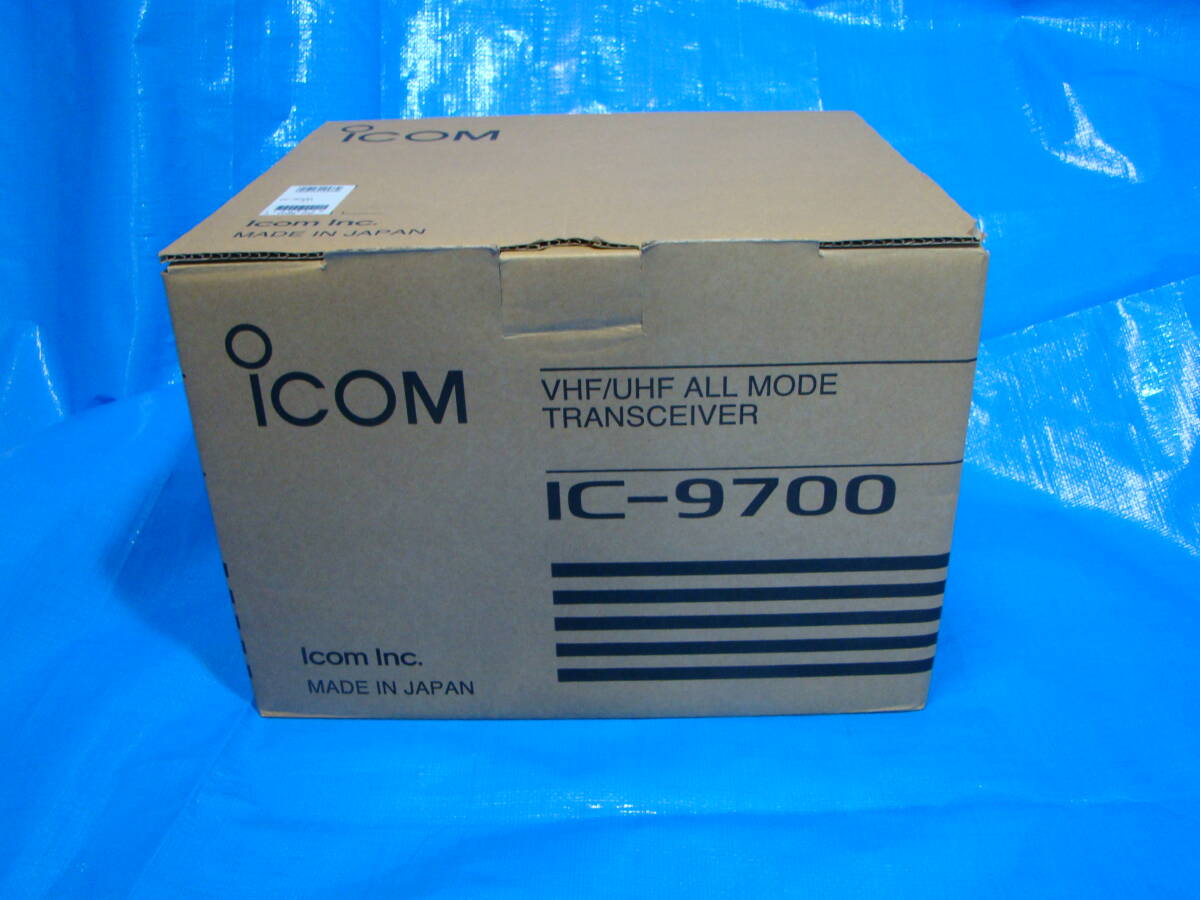 ICOM
Icom Inc.
MADE IN JAPAN
ICOM
VHF/UHF ALL MODE
TRANSCEIVER
IC-9700
Icom Inc.
MADE IN JAPAN